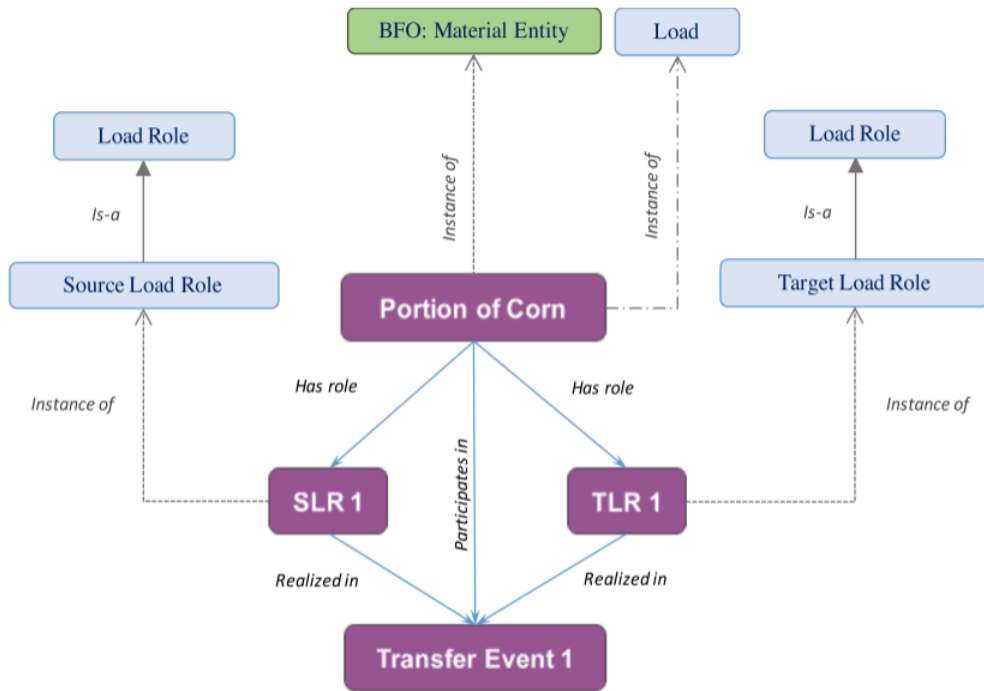 BFO: Material Entity
Load
Load Role
Load Role
Instance of
Instance of
Is-a
Is-a
Source Load Role
Target Load Role
Portion of Corn
Has role
Has role
Instance of
Instance of
Participates in
SLR 1
TLR 1
Realized in
Realized in
Transfer Event 1